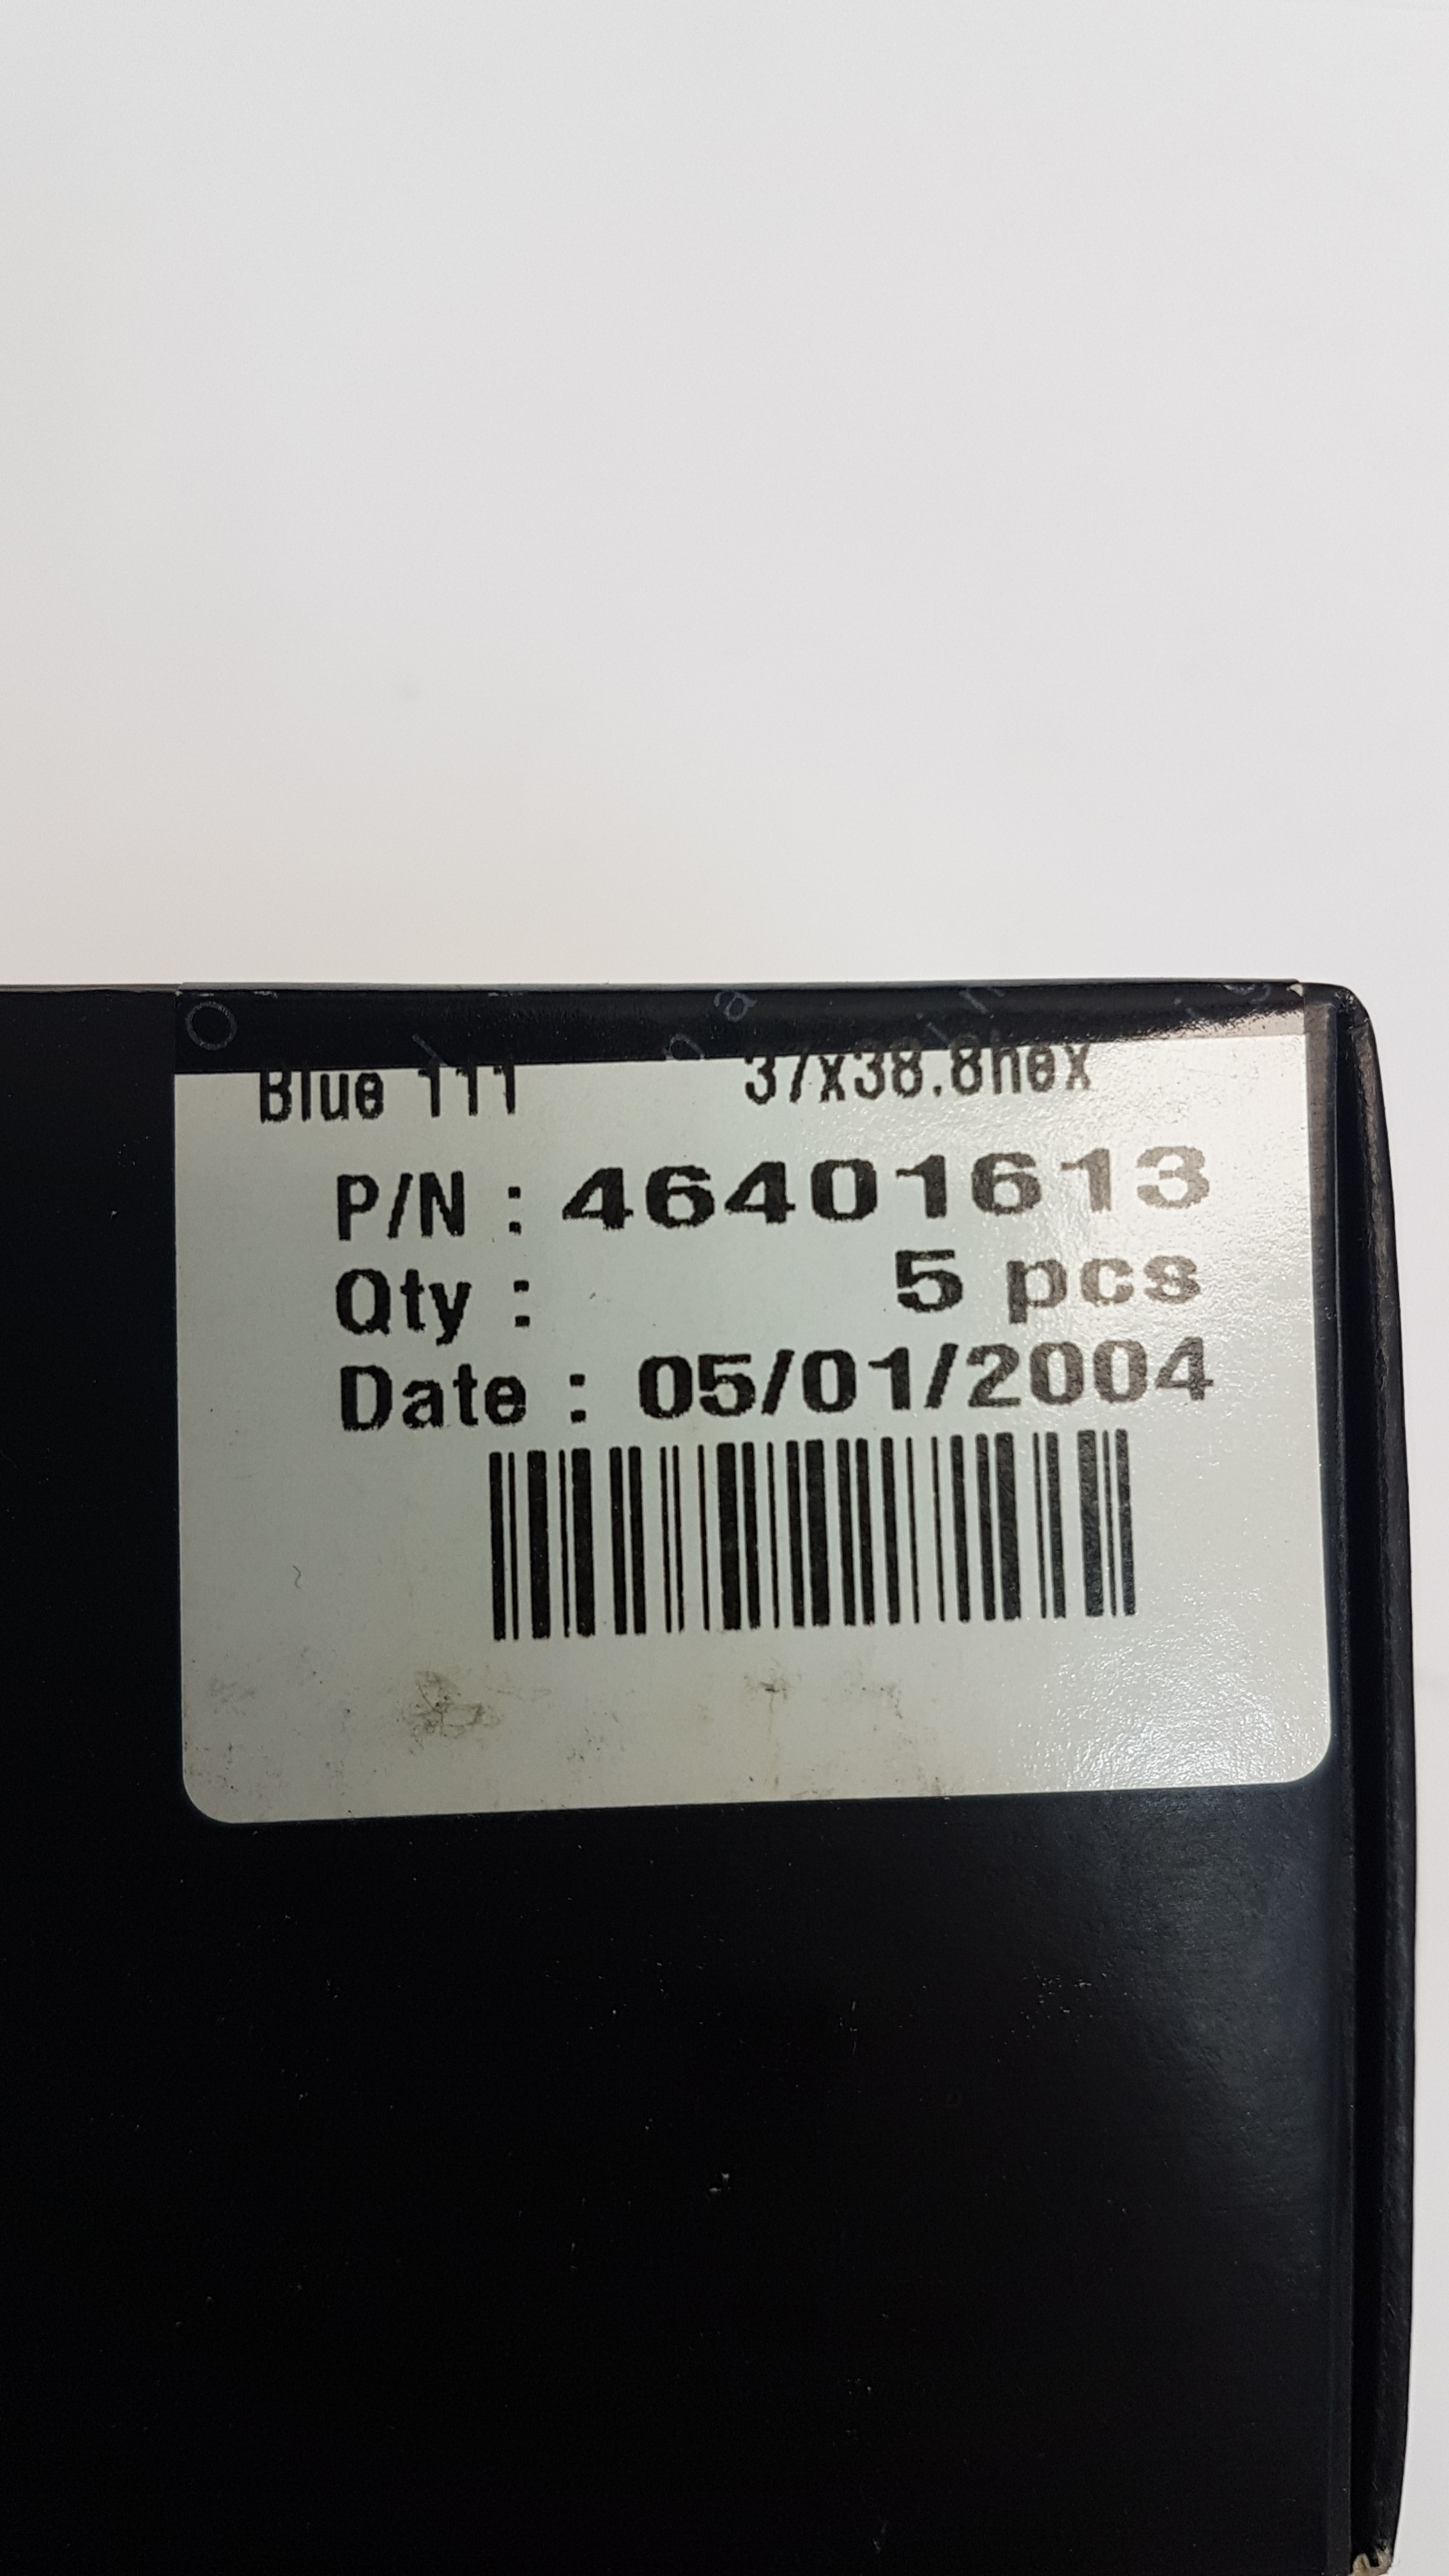 Blue 111 37x38.8hex
P/N : 46401613
Qty : 5 pcs
Date : 05/01/2004